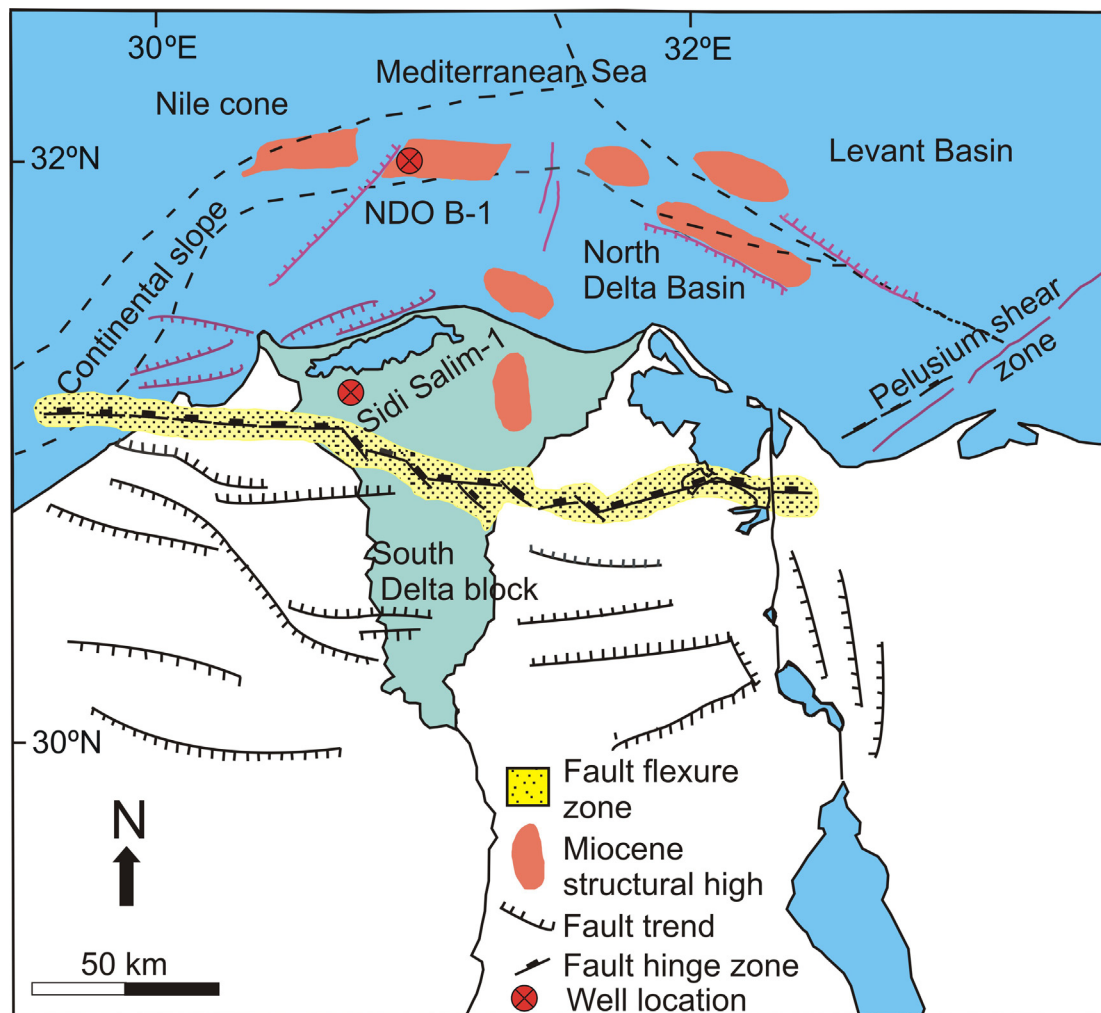 30ºE
32ºE
Mediterranean Sea
Nile cone
32ºN
Levant Basin
NDO B-1
Continental slope
North
Delta Basin
Pelusium shear
zone
Sidi Salim-1
South
Delta block
30ºN
Fault flexure
zone
N
Miocene
structural high
Fault trend
50 km
Fault hinge zone
Well location